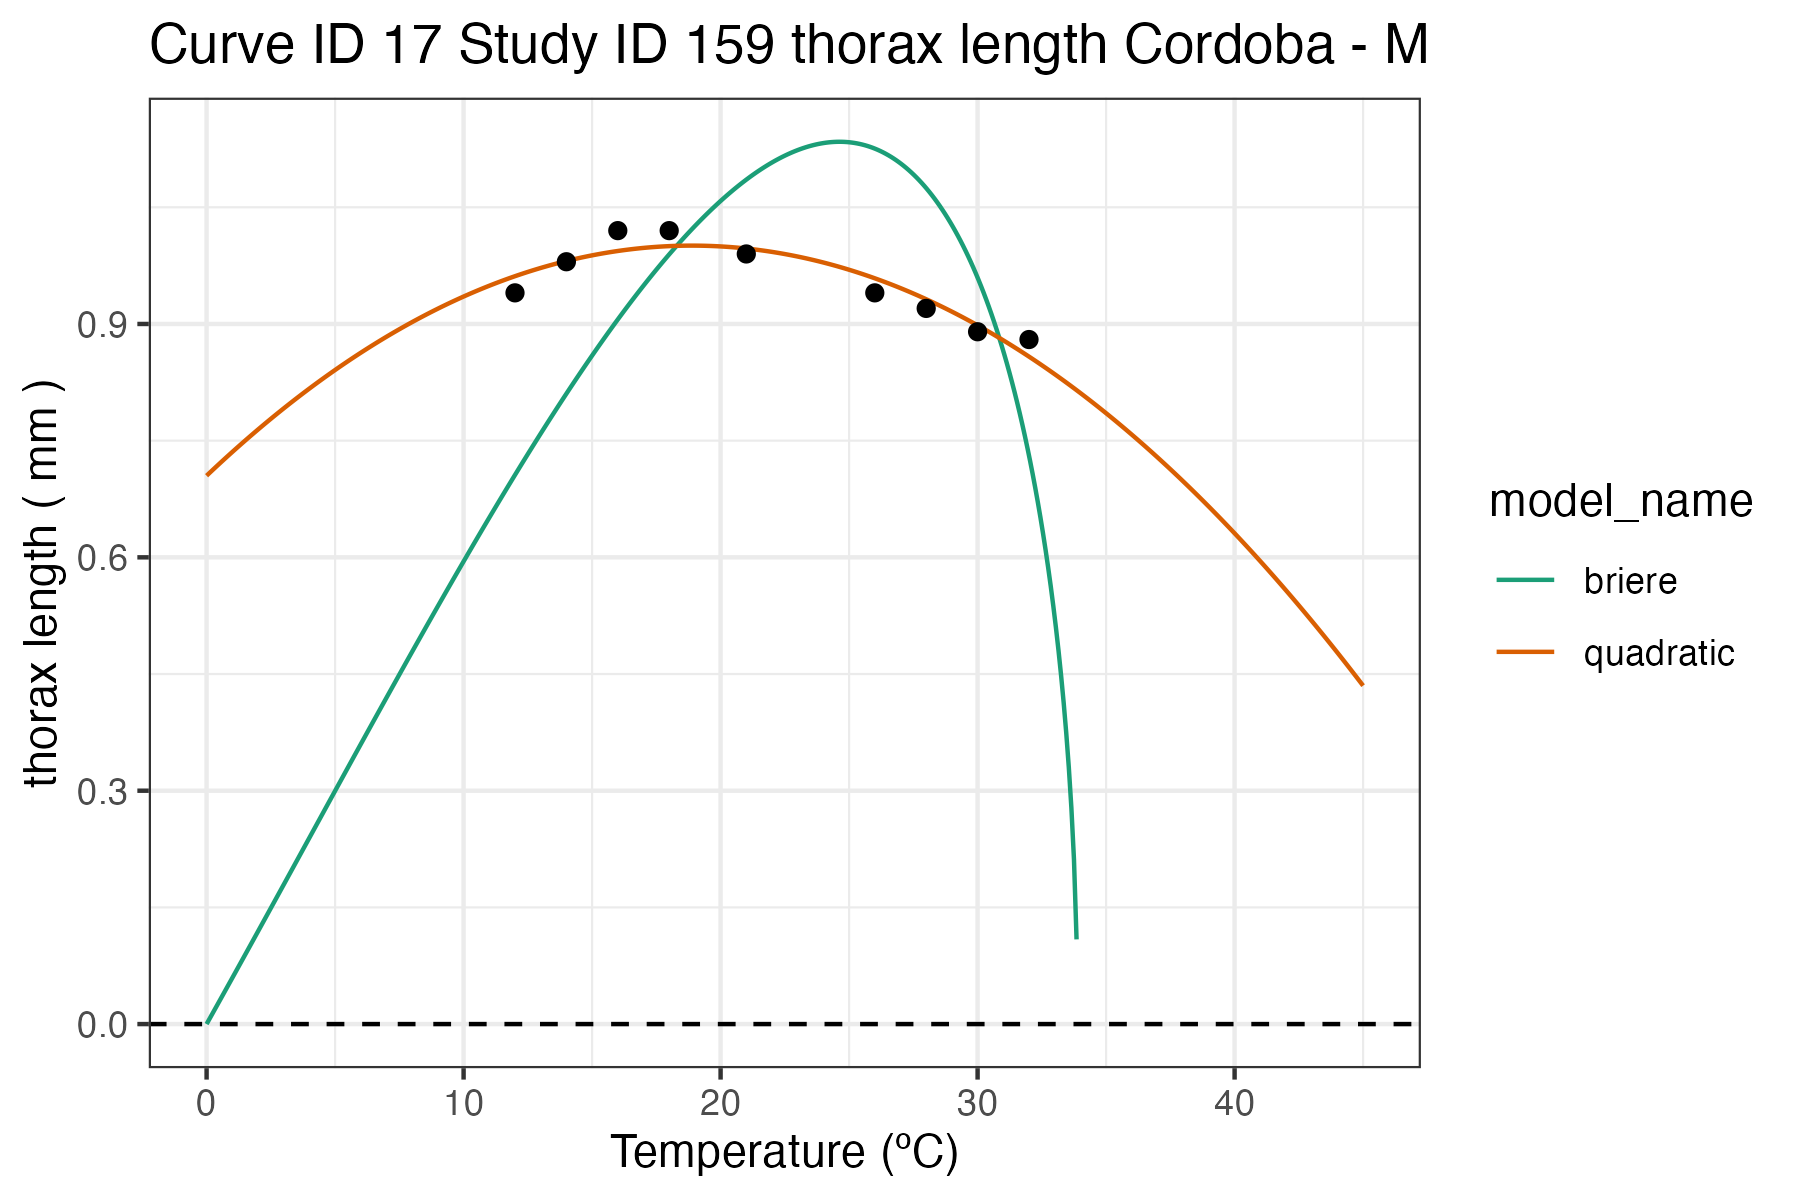 Curve ID 17 Study ID 159 thorax length Cordoba - M
thorax length ( mm )
0.9
0.6
0.3
0.0
0 10 20 30 40
Temperature (ºC)
model_name
briere
quadratic